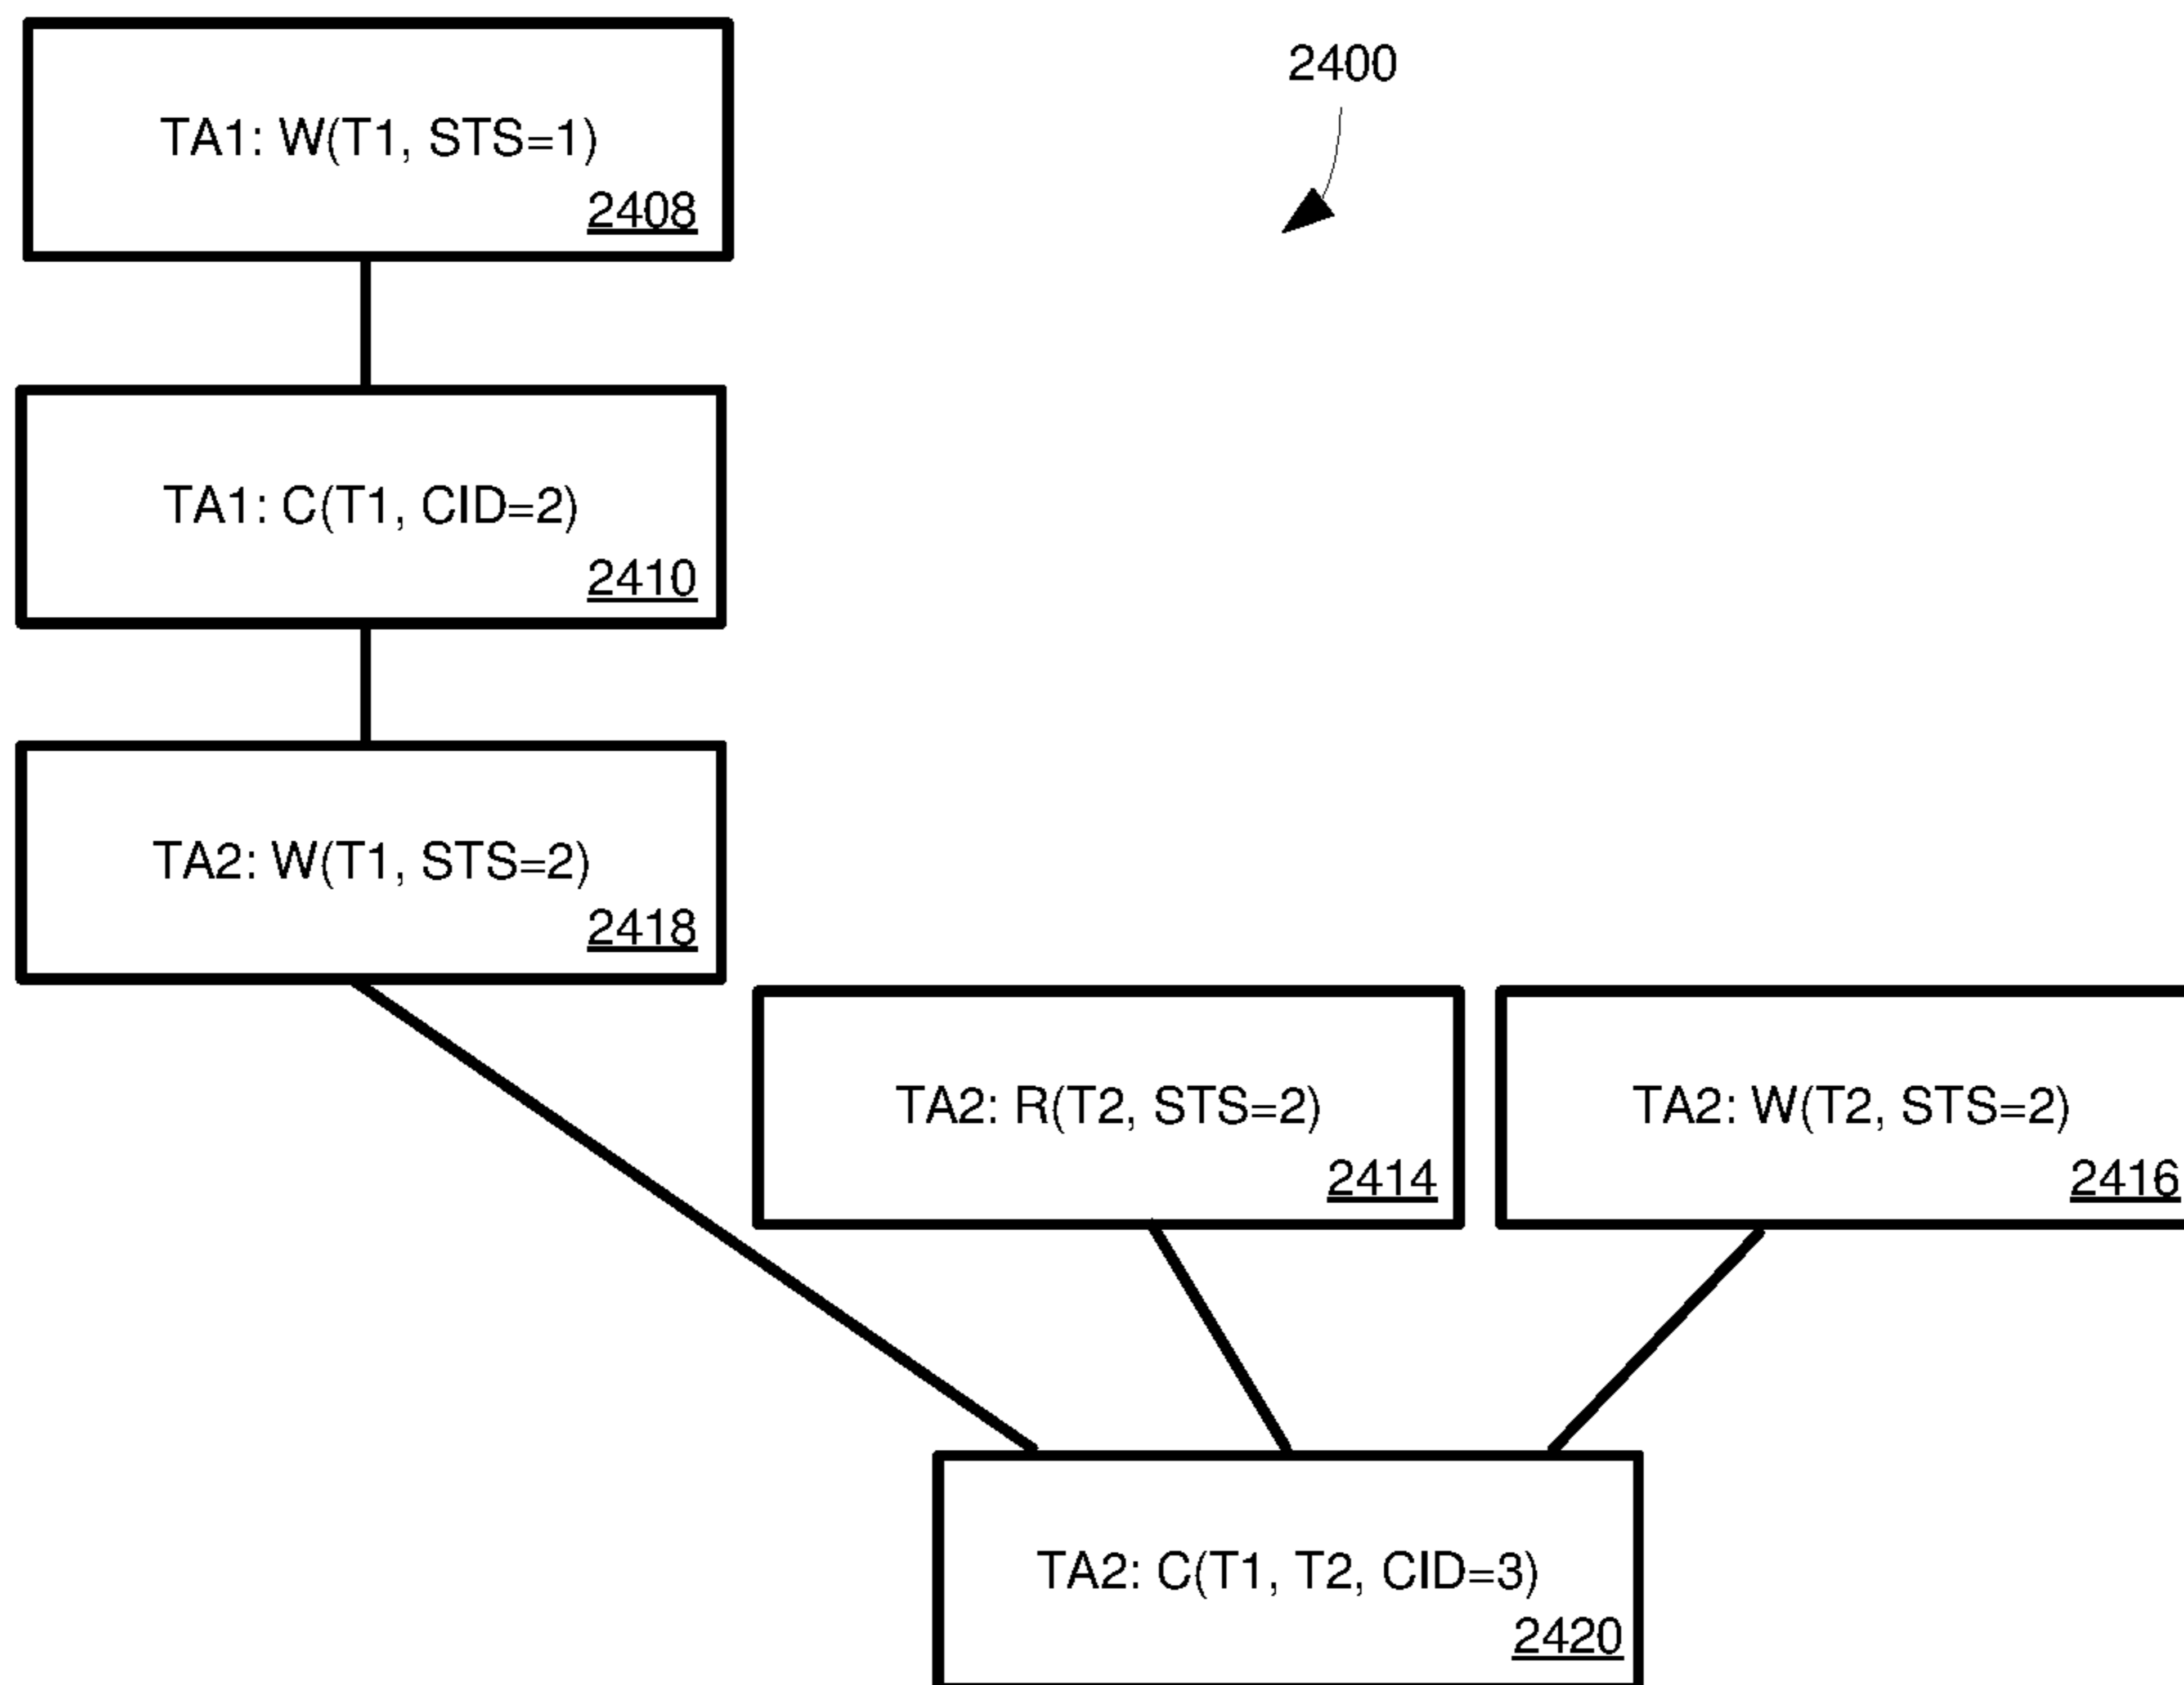 2400
TA1: W(T1, STS=1)
2408
TA1: C(T1, CID=2)
2410
TA2: W(T1, STS=2)
2418
TA2: R(T2, STS=2)
2414
TA2: W(T2, STS=2)
2416
TA2: C(T1, T2, CID=3)
2420